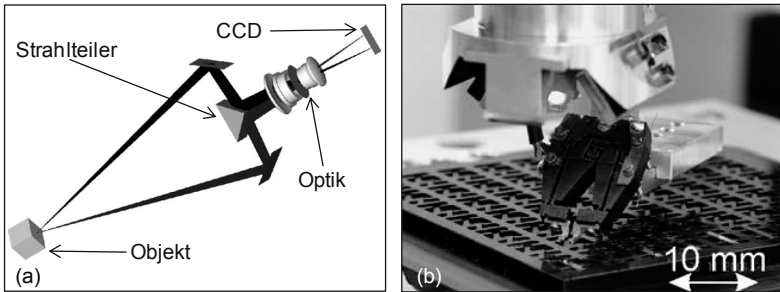 CCD
Strahlteiler
Optik
Objekt
(a)
(b)
10 mm